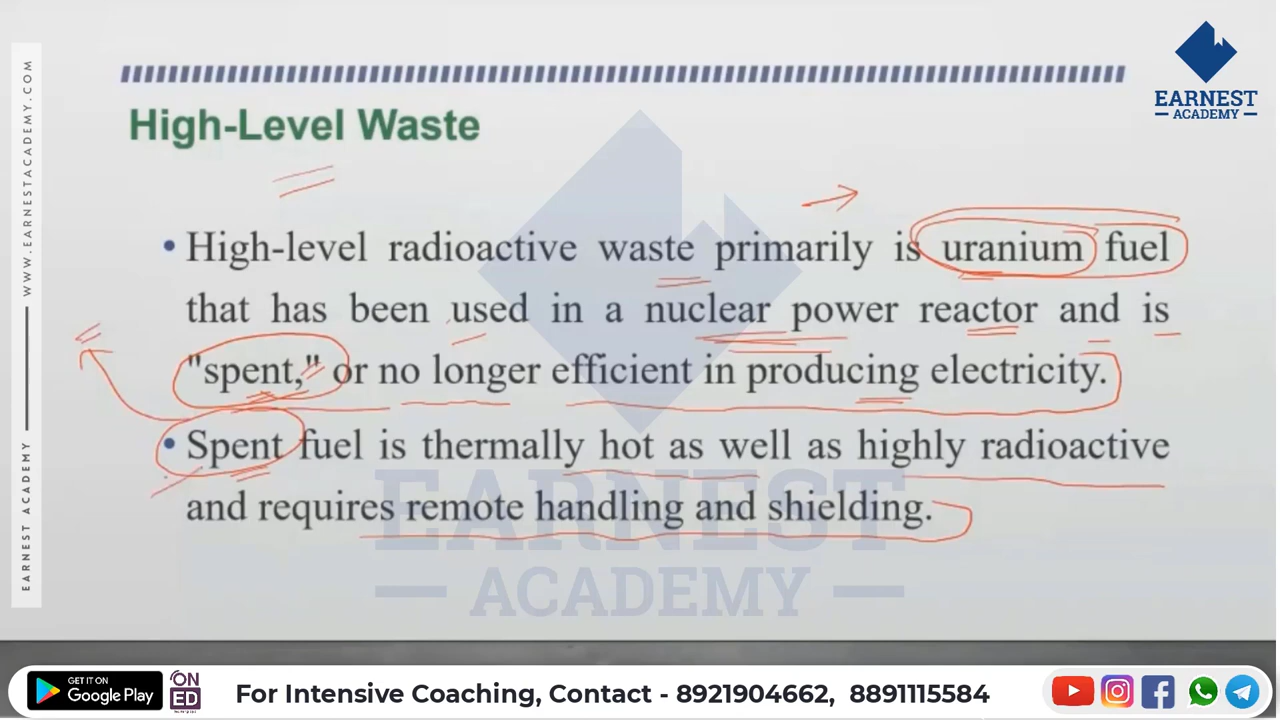 EARNEST
ACADEMY
WWW.EARNESTACADEMY.COM
EARNEST ACADEMY
High-Level Waste
• High-level radioactive waste primarily is uranium fuel
that has been used in a nuclear power reactor and is
"spent," or no longer efficient in producing electricity.
• Spent fuel is thermally hot as well as highly radioactive
and requires remote handling and shielding.
EARNEST
ACADEMY
GET IT ON
Google Play
ON
ED
For Intensive Coaching, Contact - 8921904662, 8891115584